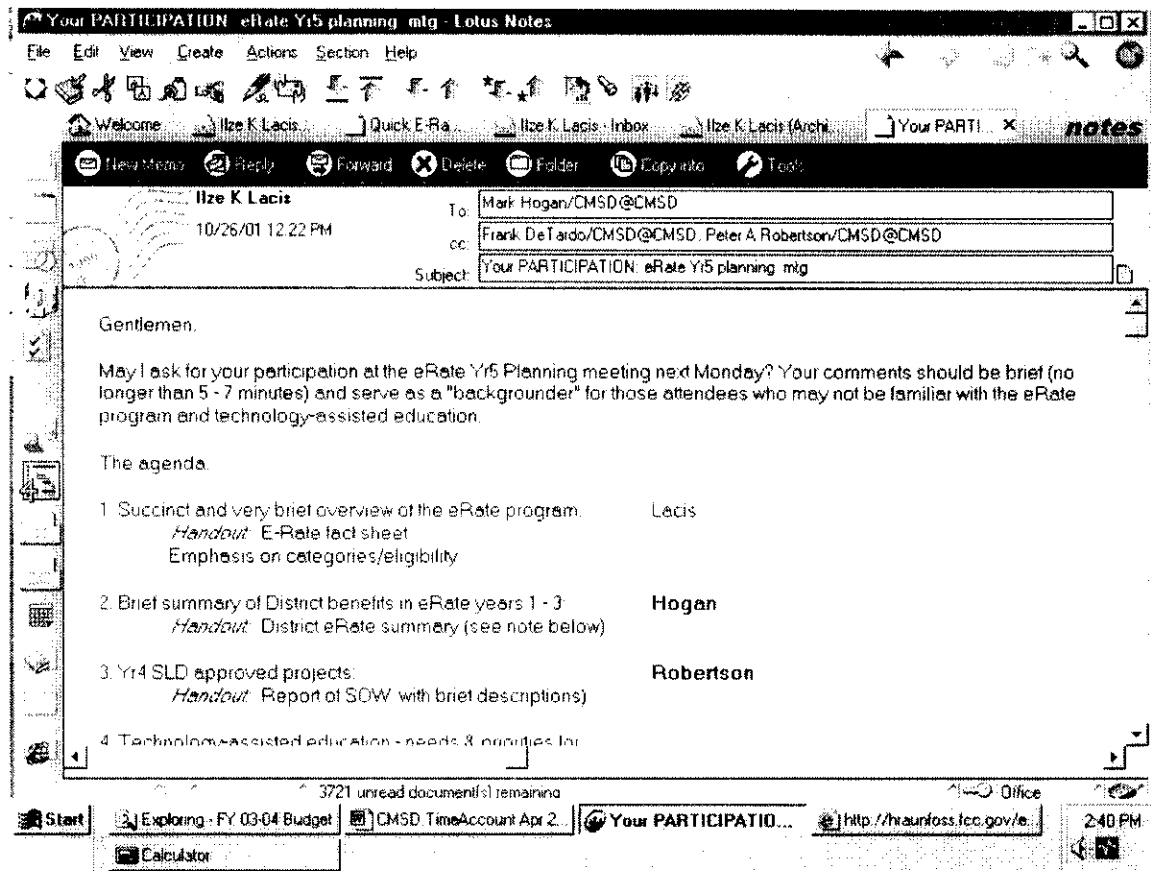 Your PARTICIPATION eRate Yr5 planning mtg - Lotus Notes
File Edit View Create Actions Section Help
Welcome Ilze K Lacis Quick E-Ra... Ilze K. Lacis - Inbox Ilze K Lacis (Archi... Your PARTI... notes
New Memo Reply Forward Delete Folder Copy into Tools
Ilze K Lacis
10/26/01 12:22 PM
To: Mark Hogan/CMSD@CMSD
cc: Frank DeTardo/CMSD@CMSD, Peter A Robertson/CMSD@CMSD
Subject: Your PARTICIPATION: eRate Yr5 planning mtg
Gentlemen.
May I ask for your participation at the eRate Yr5 Planning meeting next Monday? Your comments should be brief (no
longer than 5 - 7 minutes) and serve as a "backgrounder" for those attendees who may not be familiar with the eRate
program and technology-assisted education.
The agenda.
1. Succinct and very brief overview of the eRate program. Lacis
Handout: E-Rate fact sheet
Emphasis on categories/eligibility
2. Brief summary of District benefits in eRate years 1 - 3: Hogan
Handout: District eRate summary (see note below)
3. Yr4 SLD approved projects: Robertson
Handout: Report of SOW with brief descriptions)
4. Technology-assisted education - needs & priorities for
3721 unread document(s) remaining Office
Start Exploring - FY 03-04 Budget CMSD TimeAccount Apr 2... Your PARTICIPATIO... http://hraunfoss.fcc.gov/e... 2:40 PM
Calculator